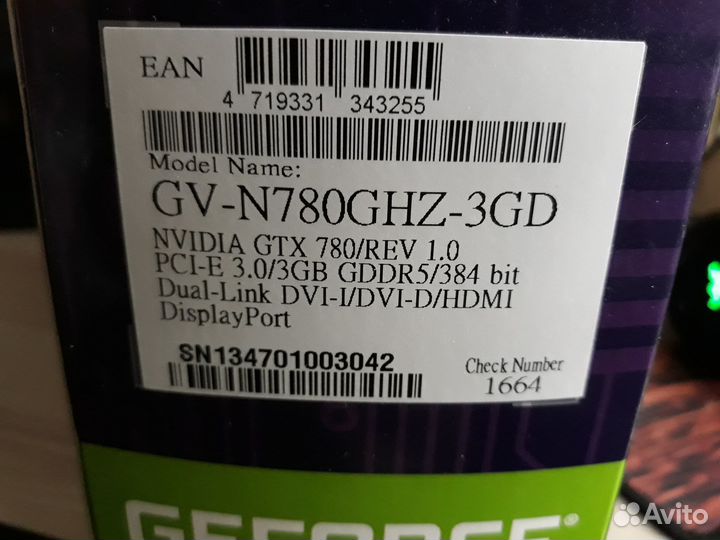 EAN
4 719331 343255
Model Name:
GV-N780GHZ-3GD
NVIDIA GTX 780/REV 1.0
PCI-E 3.0/3GB GDDR5/384 bit
Dual-Link DVI-I/DVI-D/HDMI
DisplayPort
SN134701003042
Check Number
1664
GEFORCE
Avito